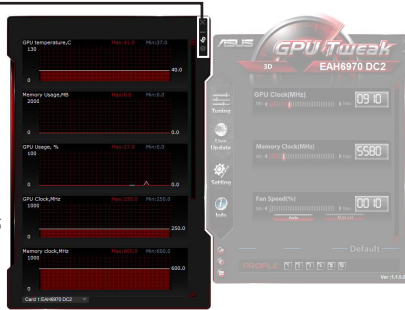 GPU temperature,C Max:41.0 Min:37.0
130
40.0
0
Memory Usage,MB Max:0.0 Min:0.0
2000
0.0
0
GPU Usage, % Max:27.0 Min:0.0
100
0.0
0
GPU Clock,MHz Max:250.0 Min:250.0
1000
250.0
0
Memory clock,MHz Max:600.0 Min:600.0
1000
600.0
0
Card 1:EAH6970 DC2
ASUS GPU Tweak
3D EAH6970 DC2
Tuning
Live Update
Setting
Info
GPU Clock(MHz)
0910
Memory Clock(MHz)
5580
Fan Speed(%)
0010
Auto Manual
Default
PROFILE 1 2 3 4 5 6